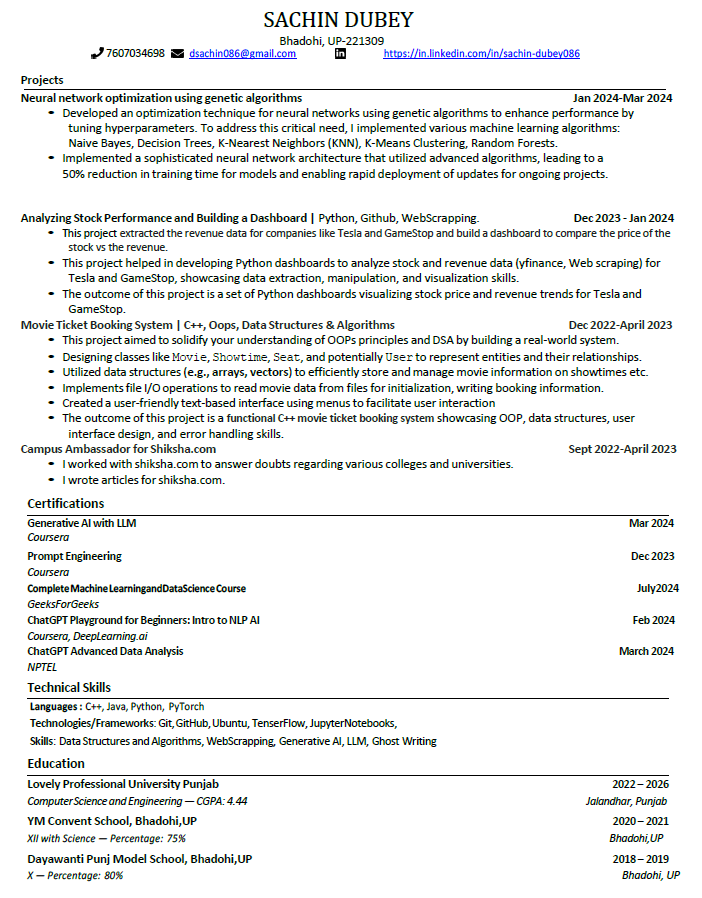 SACHIN DUBEY
Bhadohi, UP-221309
7607034698 dsachin086@gmail.com https://in.linkedin.com/in/sachin-dubey086
Projects
Neural network optimization using genetic algorithms Jan 2024-Mar 2024
• Developed an optimization technique for neural networks using genetic algorithms to enhance performance by
tuning hyperparameters. To address this critical need, I implemented various machine learning algorithms:
Naive Bayes, Decision Trees, K-Nearest Neighbors (KNN), K-Means Clustering, Random Forests.
• Implemented a sophisticated neural network architecture that utilized advanced algorithms, leading to a
50% reduction in training time for models and enabling rapid deployment of updates for ongoing projects.
Analyzing Stock Performance and Building a Dashboard | Python, Github, WebScrapping. Dec 2023 - Jan 2024
• This project extracted the revenue data for companies like Tesla and GameStop and build a dashboard to compare the price of the
stock vs the revenue.
• This project helped in developing Python dashboards to analyze stock and revenue data (yfinance, Web scraping) for
Tesla and GameStop, showcasing data extraction, manipulation, and visualization skills.
• The outcome of this project is a set of Python dashboards visualizing stock price and revenue trends for Tesla and
GameStop.
Movie Ticket Booking System | C++, Oops, Data Structures & Algorithms Dec 2022-April 2023
• This project aimed to solidify your understanding of OOPs principles and DSA by building a real-world system.
• Designing classes like Movie, Showtime, Seat, and potentially User to represent entities and their relationships.
• Utilized data structures (e.g., arrays, vectors) to efficiently store and manage movie information on showtimes etc.
• Implements file I/O operations to read movie data from files for initialization, writing booking information.
• Created a user-friendly text-based interface using menus to facilitate user interaction
• The outcome of this project is a functional C++ movie ticket booking system showcasing OOP, data structures, user
interface design, and error handling skills.
Campus Ambassador for Shiksha.com Sept 2022-April 2023
• I worked with shiksha.com to answer doubts regarding various colleges and universities.
• I wrote articles for shiksha.com.
Certifications
Generative AI with LLM Mar 2024
Coursera
Prompt Engineering Dec 2023
Coursera
Complete Machine LearningandDataScience Course July2024
GeeksForGeeks
ChatGPT Playground for Beginners: Intro to NLP AI Feb 2024
Coursera, DeepLearning.ai
ChatGPT Advanced Data Analysis March 2024
NPTEL
Technical Skills
Languages : C++, Java, Python, PyTorch
Technologies/Frameworks: Git, GitHub, Ubuntu, TenserFlow, JupyterNotebooks,
Skills: Data Structures and Algorithms, WebScrapping, Generative AI, LLM, Ghost Writing
Education
Lovely Professional University Punjab 2022 – 2026
Computer Science and Engineering — CGPA: 4.44 Jalandhar, Punjab
YM Convent School, Bhadohi,UP 2020 – 2021
XII with Science — Percentage: 75% Bhadohi,UP
Dayawanti Punj Model School, Bhadohi,UP 2018 – 2019
X — Percentage: 80% Bhadohi, UP